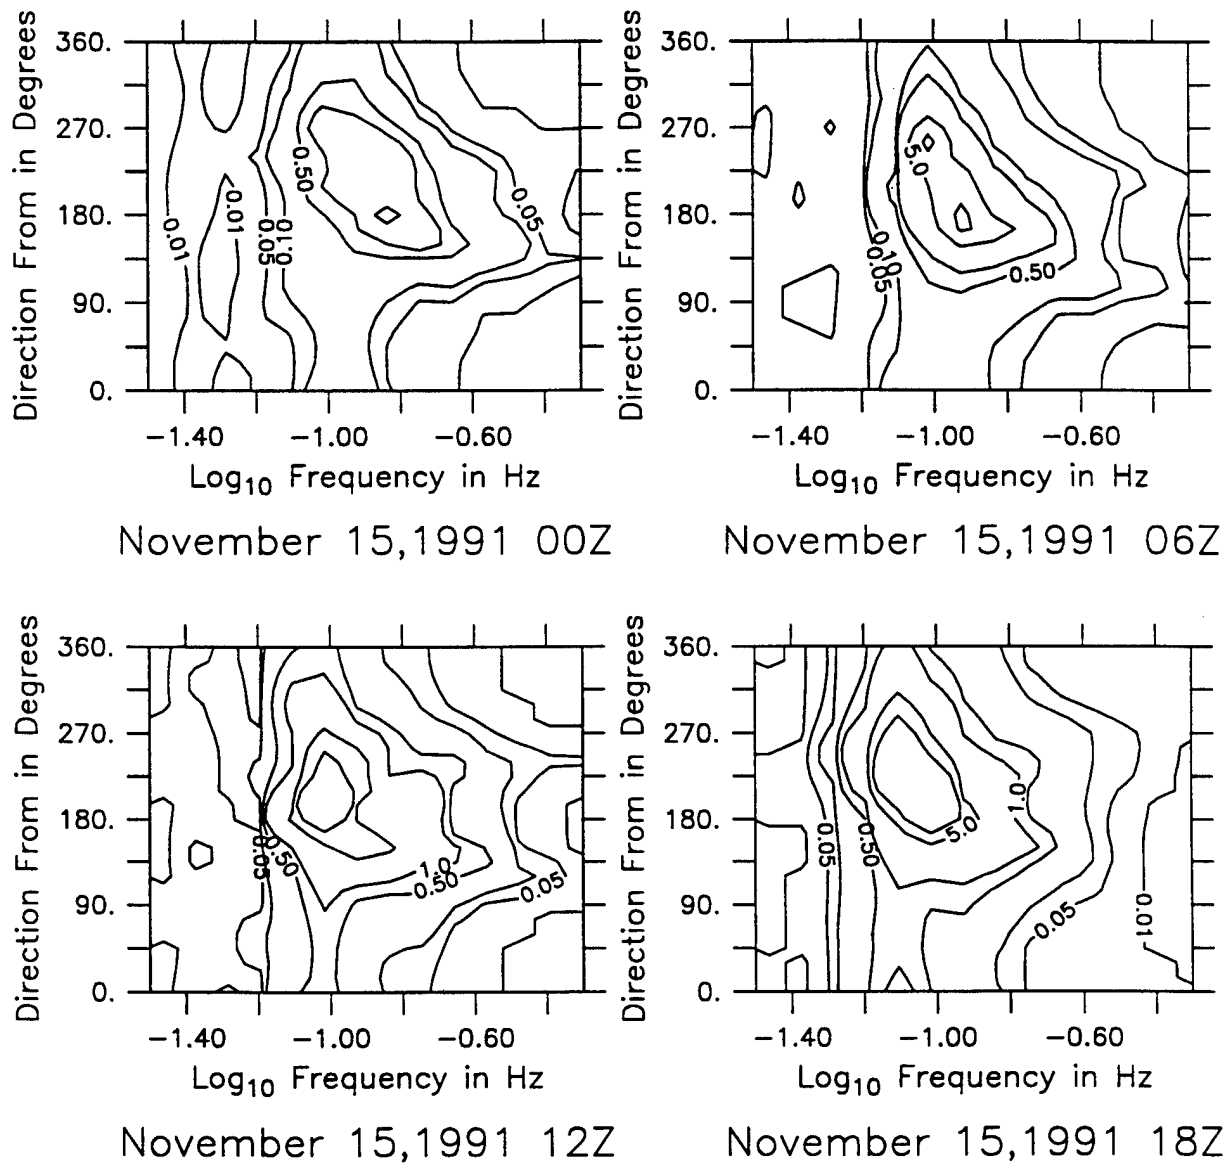 Direction From in Degrees
360.
270.
180.
90.
0.
0.01
0.01
0.05
0.10
0.50
0.05
−1.40 −1.00 −0.60
Log10 Frequency in Hz
November 15,1991 00Z
Direction From in Degrees
360.
270.
180.
90.
0.
5.0
0.10
0.05
0.50
−1.40 −1.00 −0.60
Log10 Frequency in Hz
November 15,1991 06Z
Direction From in Degrees
360.
270.
180.
90.
0.
0.05
0.50
1.0
0.50
0.05
−1.40 −1.00 −0.60
Log10 Frequency in Hz
November 15,1991 12Z
Direction From in Degrees
360.
270.
180.
90.
0.
0.05
0.50
5.0
1.0
0.05
0.01
−1.40 −1.00 −0.60
Log10 Frequency in Hz
November 15,1991 18Z